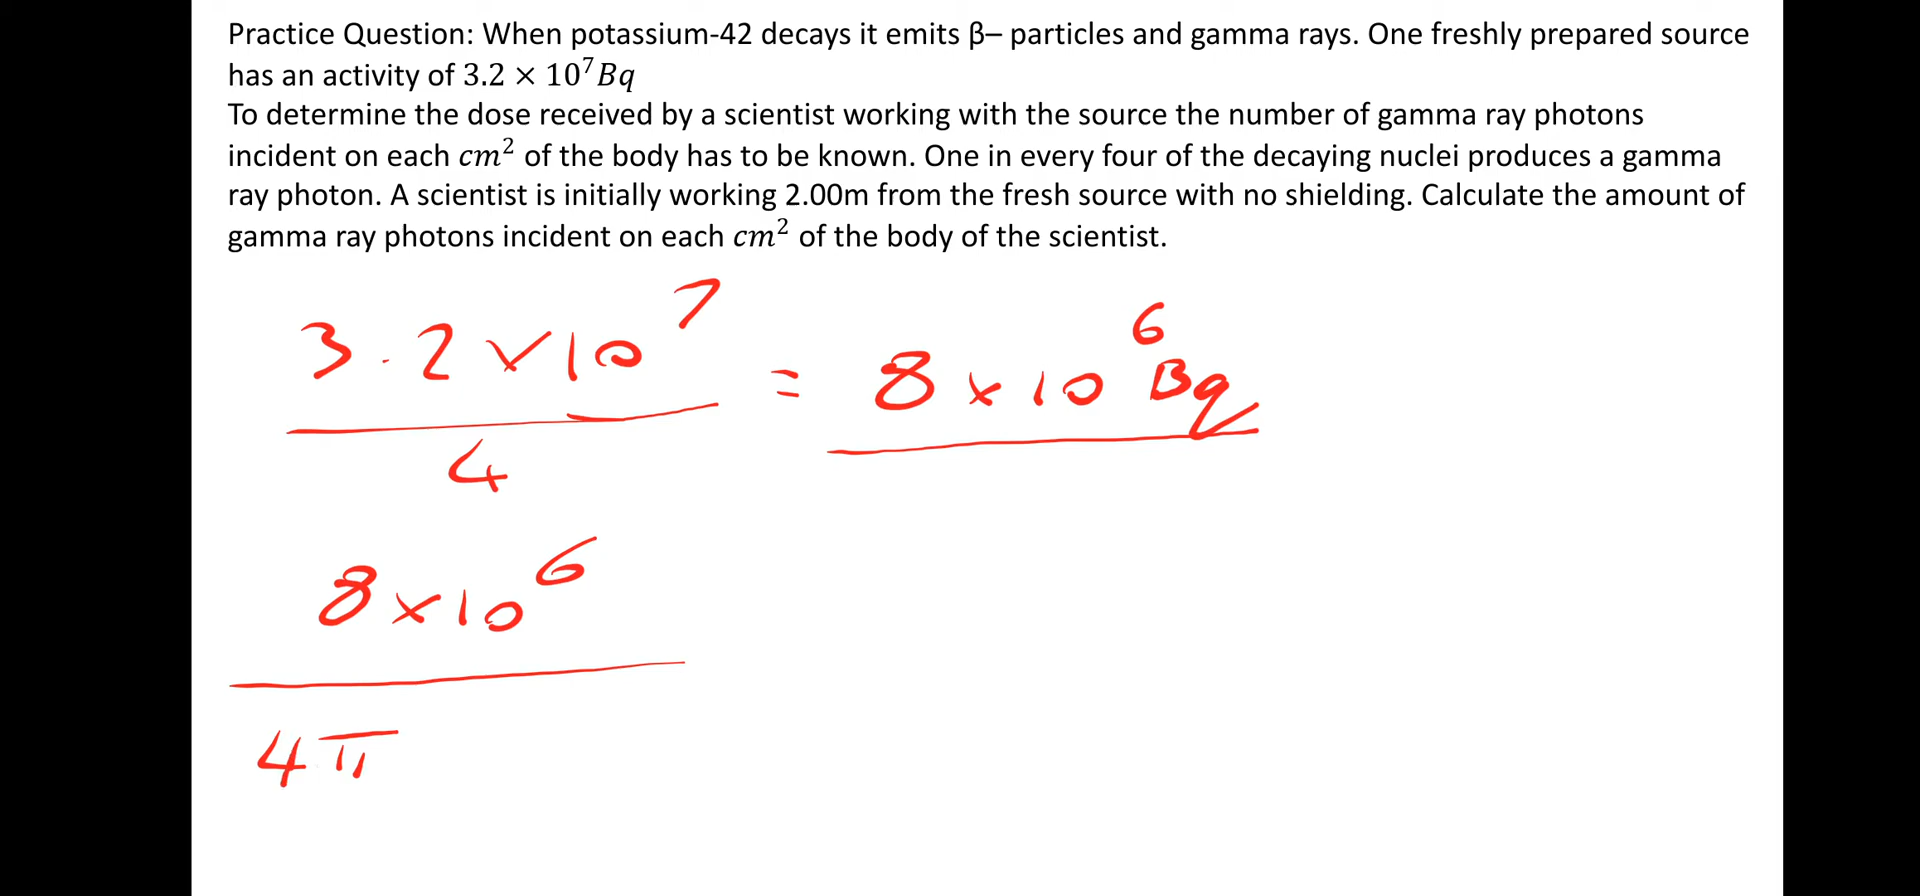 Practice Question: When potassium-42 decays it emits β– particles and gamma rays. One freshly prepared source
has an activity of 3.2 × 10⁷Bq
To determine the dose received by a scientist working with the source the number of gamma ray photons
incident on each cm² of the body has to be known. One in every four of the decaying nuclei produces a gamma
ray photon. A scientist is initially working 2.00m from the fresh source with no shielding. Calculate the amount of
gamma ray photons incident on each cm² of the body of the scientist.
3.2 × 10⁷
= 8 × 10⁶ Bq
4
8 × 10⁶
4π